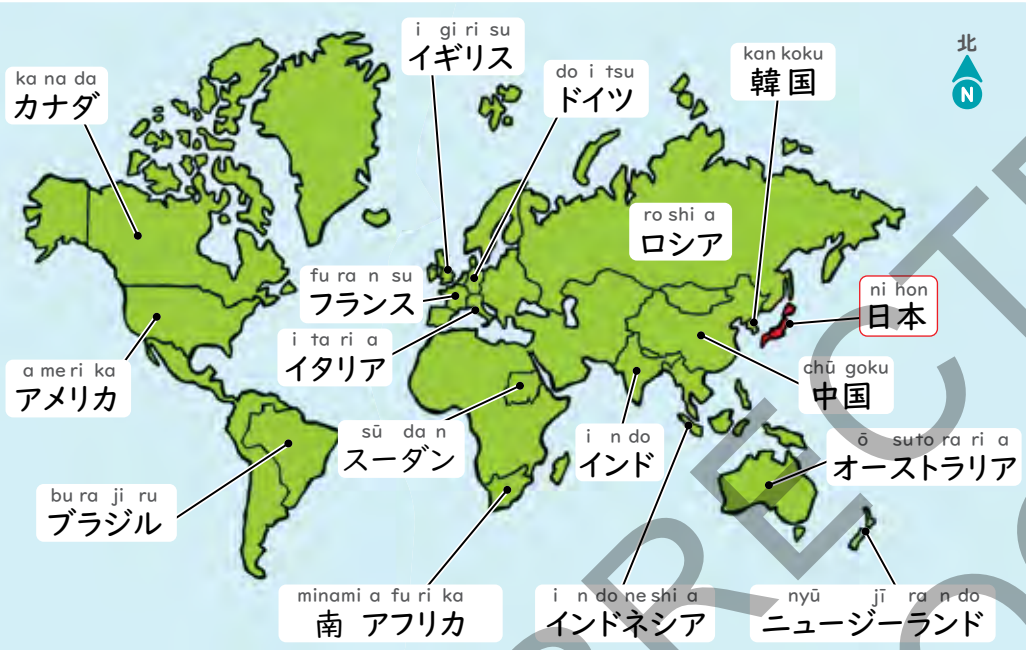 i gi ri su
イギリス
北
N
kan koku
韓国
do i tsu
ドイツ
ka na da
カナダ
ro shi a
ロシア
fu ra n su
フランス
ni hon
日本
i ta ri a
イタリア
a me ri ka
アメリカ
chū goku
中国
sū da n
スーダン
i n do
インド
ō suto ra ri a
オーストラリア
bu ra ji ru
ブラジル
minami a fu ri ka
南 アフリカ
i n do ne shi a
インドネシア
nyū jī ra n do
ニュージーランド